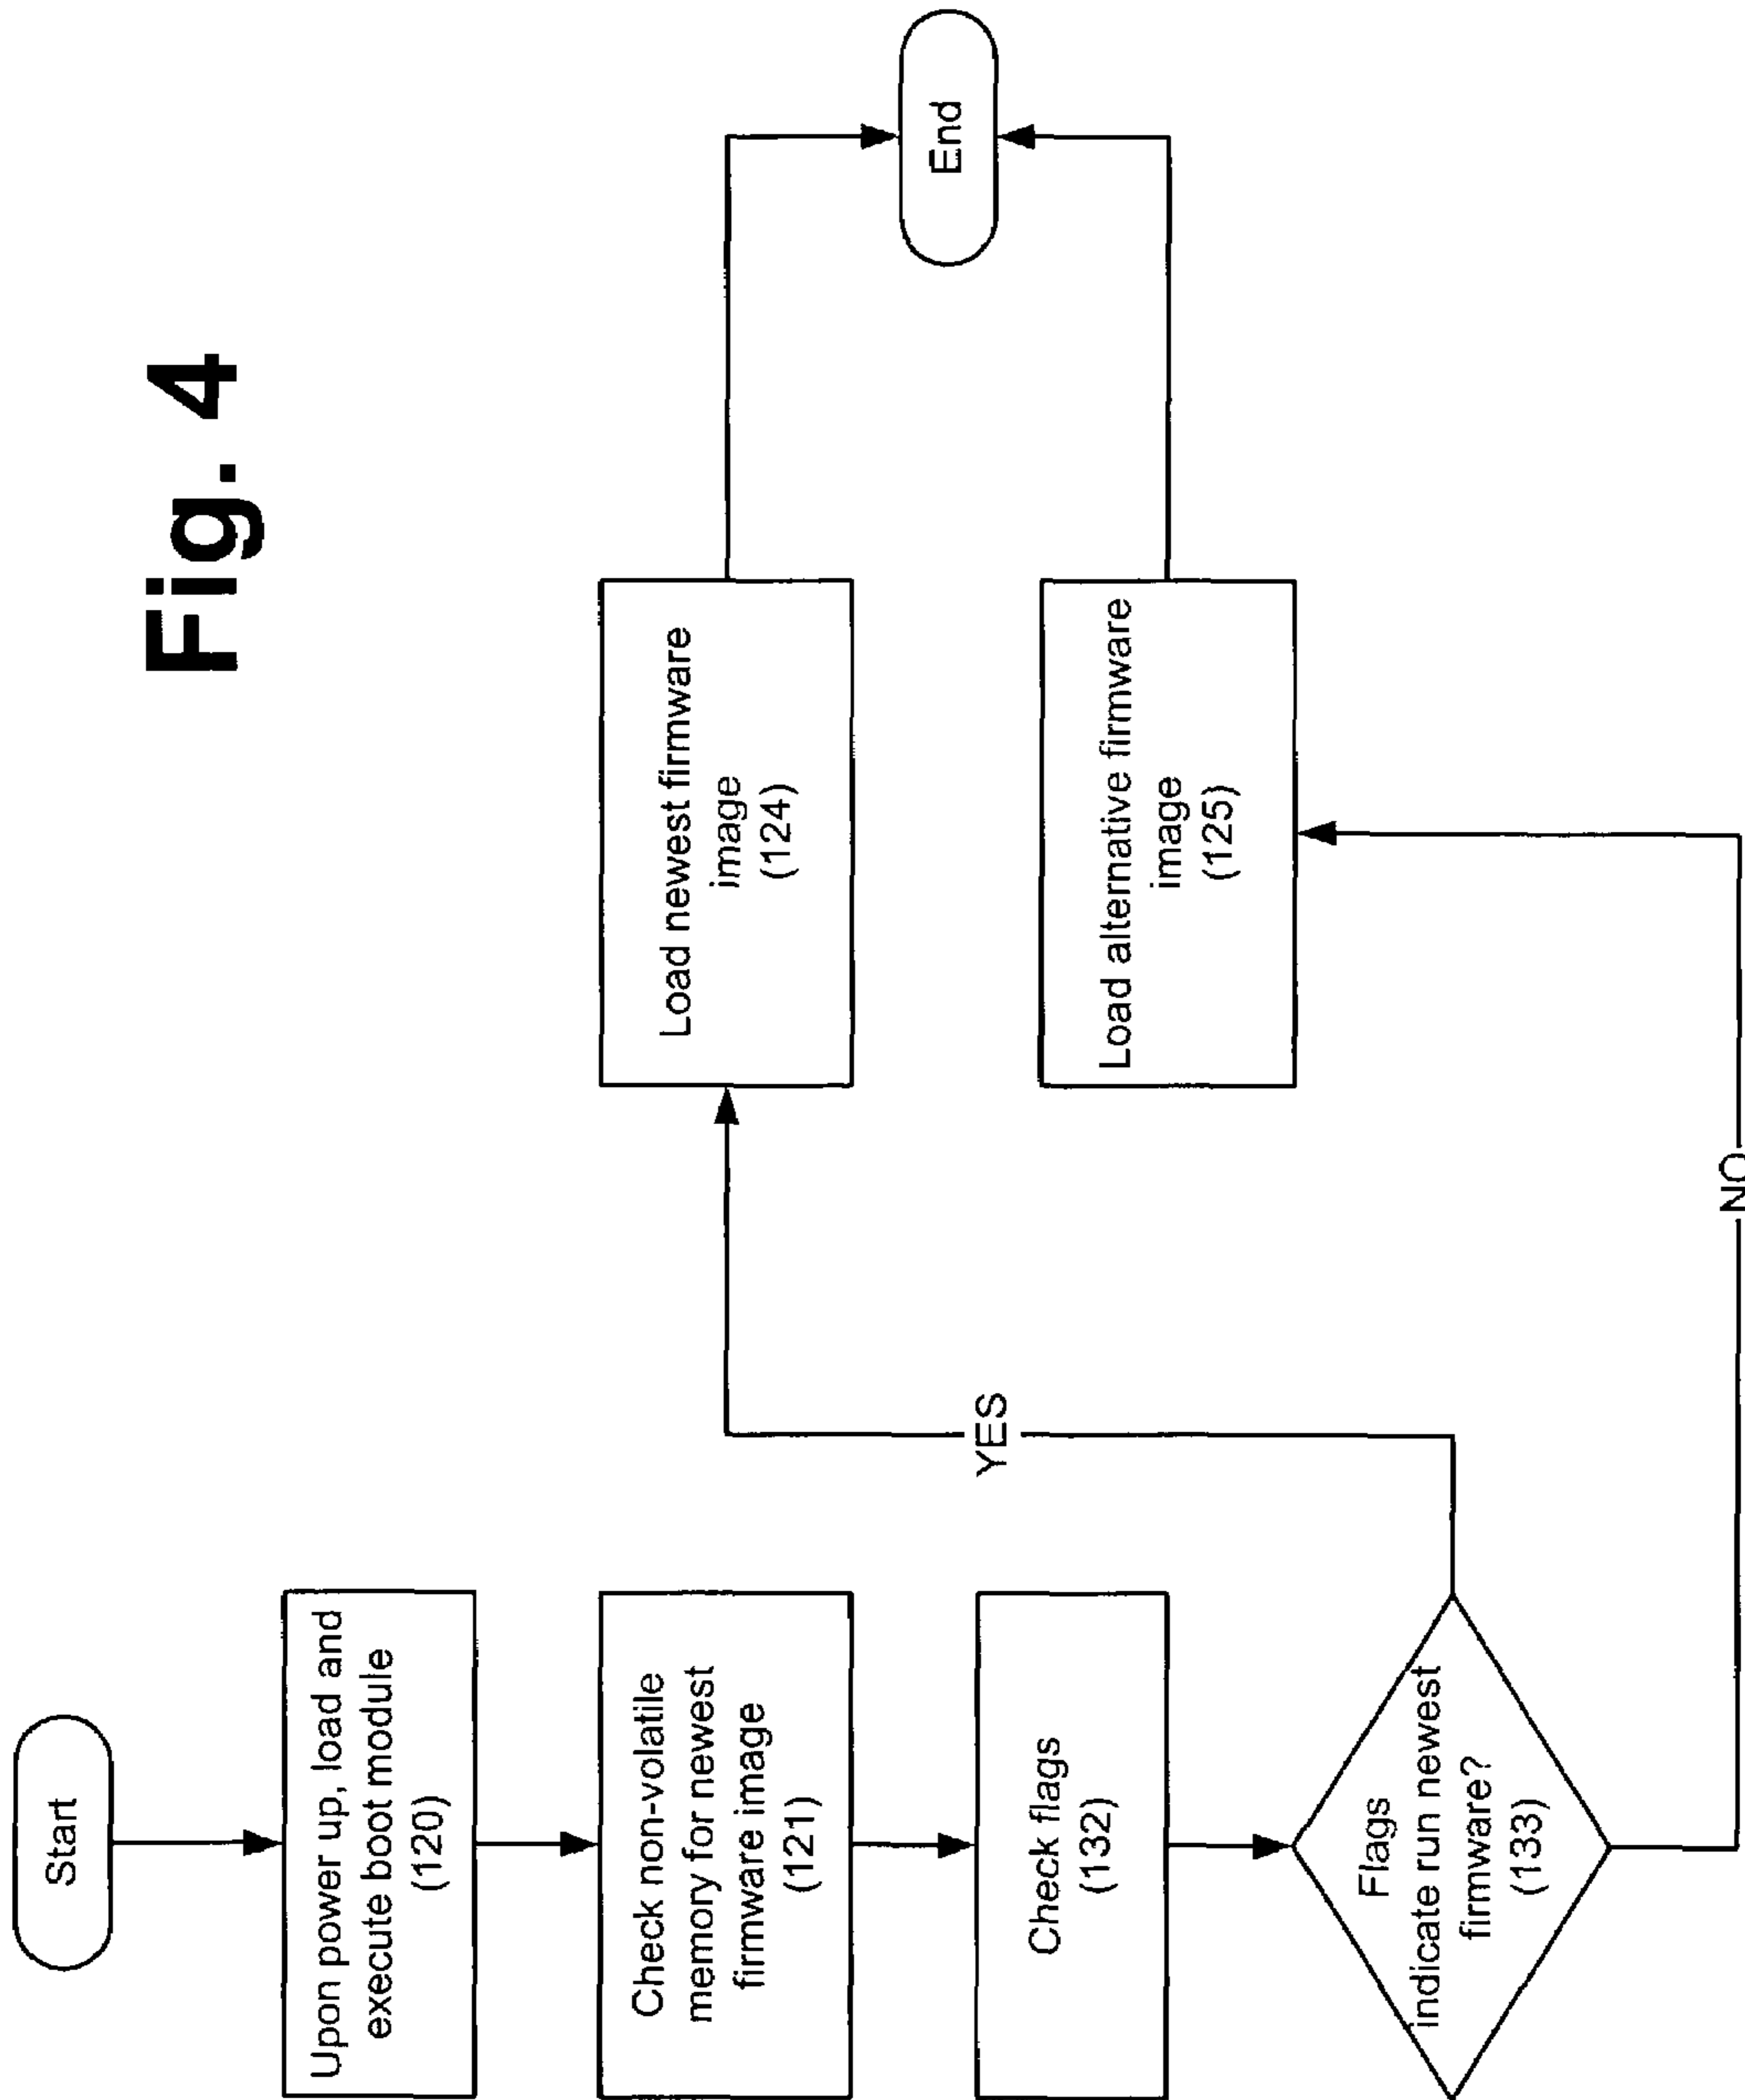 Fig. 4
Start
Upon power up, load and
execute boot module
(120)
Check non-volatile
memory for newest
firmware image
(121)
Check flags
(132)
Flags
indicate run newest
firmware?
(133)
YES
NO
Load newest firmware
image
(124)
Load alternative firmware
image
(125)
End